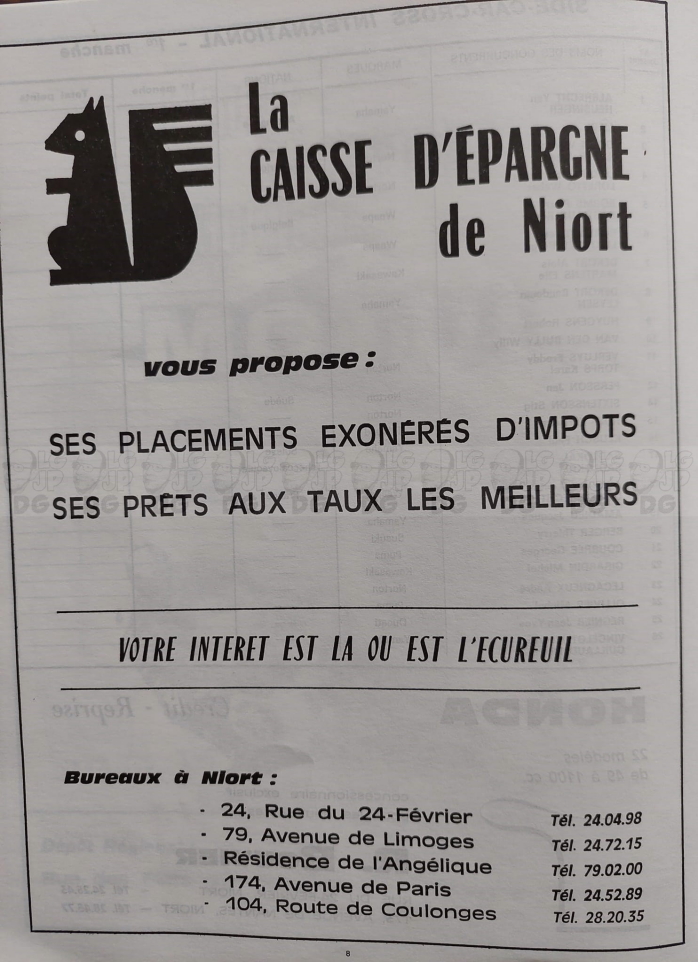 La
CAISSE D'ÉPARGNE
de Niort
vous propose :
SES PLACEMENTS EXONÉRÉS D'IMPOTS
SES PRÊTS AUX TAUX LES MEILLEURS
VOTRE INTERET EST LA OU EST L'ECUREUIL
Bureaux à Niort :
- 24, Rue du 24-Février Tél. 24.04.98
- 79, Avenue de Limoges Tél. 24.72.15
- Résidence de l'Angélique Tél. 79.02.00
- 174, Avenue de Paris Tél. 24.52.89
- 104, Route de Coulonges Tél. 28.20.35
8